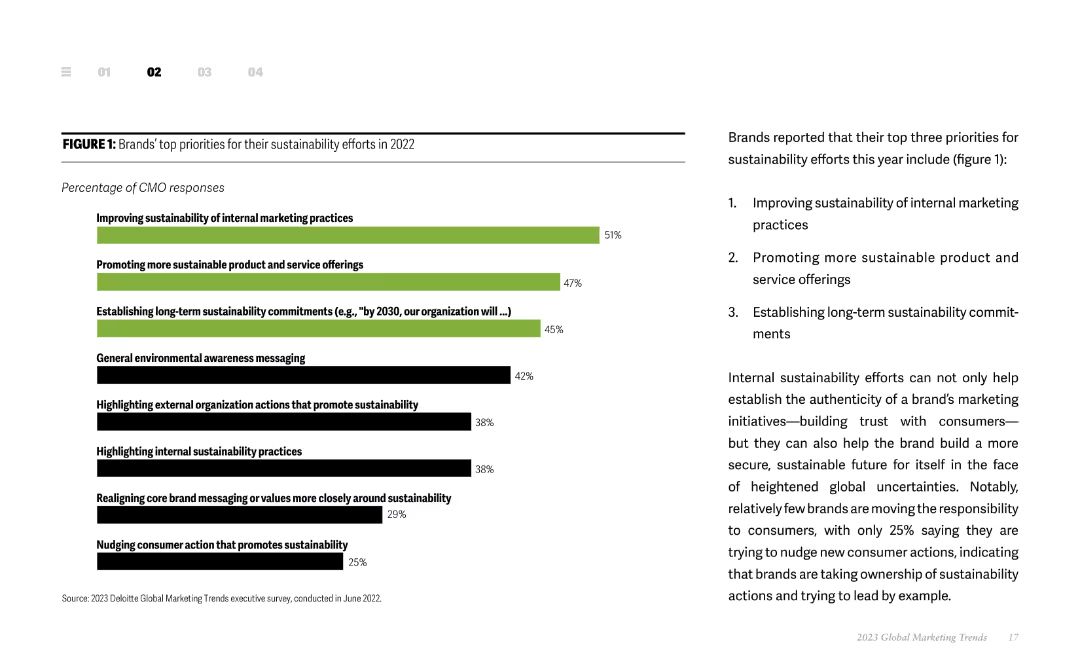 01 02 03 04
FIGURE 1: Brands' top priorities for their sustainability efforts in 2022
Percentage of CMO responses
Improving sustainability of internal marketing practices
51%
Promoting more sustainable product and service offerings
47%
Establishing long-term sustainability commitments (e.g., "by 2030, our organization will ...)
45%
General environmental awareness messaging
42%
Highlighting external organization actions that promote sustainability
38%
Highlighting internal sustainability practices
38%
Realigning core brand messaging or values more closely around sustainability
29%
Nudging consumer action that promotes sustainability
25%
Source: 2023 Deloitte Global Marketing Trends executive survey, conducted in June 2022.
Brands reported that their top three priorities for
sustainability efforts this year include (figure 1):
1. Improving sustainability of internal marketing
practices
2. Promoting more sustainable product and
service offerings
3. Establishing long-term sustainability commit-
ments
Internal sustainability efforts can not only help
establish the authenticity of a brand's marketing
initiatives—building trust with consumers—
but they can also help the brand build a more
secure, sustainable future for itself in the face
of heightened global uncertainties. Notably,
relatively few brands are moving the responsibility
to consumers, with only 25% saying they are
trying to nudge new consumer actions, indicating
that brands are taking ownership of sustainability
actions and trying to lead by example.
2023 Global Marketing Trends 17